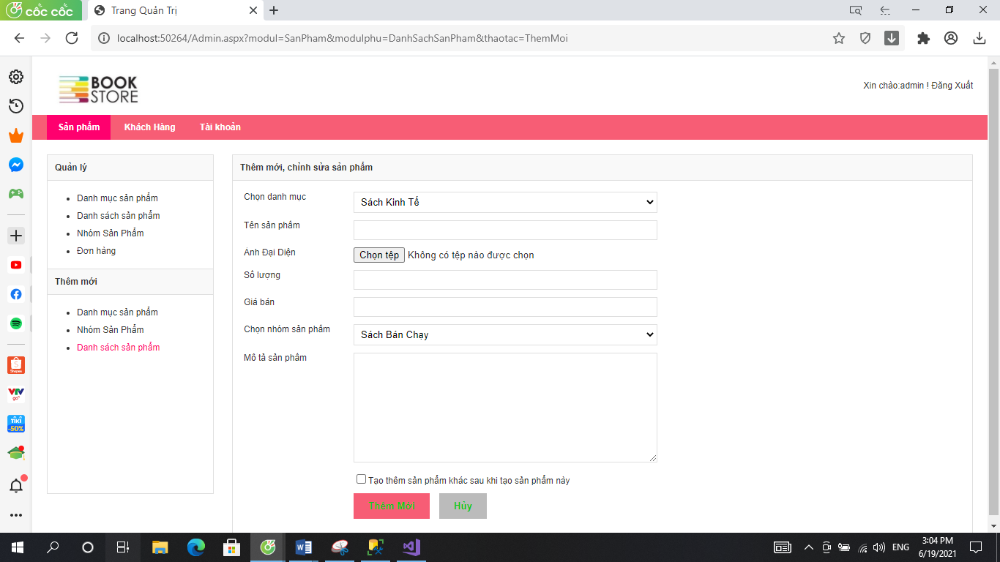 cốc cốc
Trang Quản Trị
localhost:50264/Admin.aspx?modul=SanPham&modulphu=DanhSachSanPham&thaotac=ThemMoi
BOOK
STORE
Xin chào:admin ! Đăng Xuất
Sản phẩm
Khách Hàng
Tài khoản
Quản lý
Danh mục sản phẩm
Danh sách sản phẩm
Nhóm Sản Phẩm
Đơn hàng
Thêm mới
Danh mục sản phẩm
Nhóm Sản Phẩm
Danh sách sản phẩm
Thêm mới, chỉnh sửa sản phẩm
Chọn danh mục
Sách Kinh Tế
Tên sản phẩm
Ảnh Đại Diện
Chọn tệp Không có tệp nào được chọn
Số lượng
Giá bán
Chọn nhóm sản phẩm
Sách Bán Chạy
Mô tả sản phẩm
Tạo thêm sản phẩm khác sau khi tạo sản phẩm này
Thêm Mới
Hủy
Shopee
VTV
go
TIKI
-50%
ENG
3:04 PM
6/19/2021